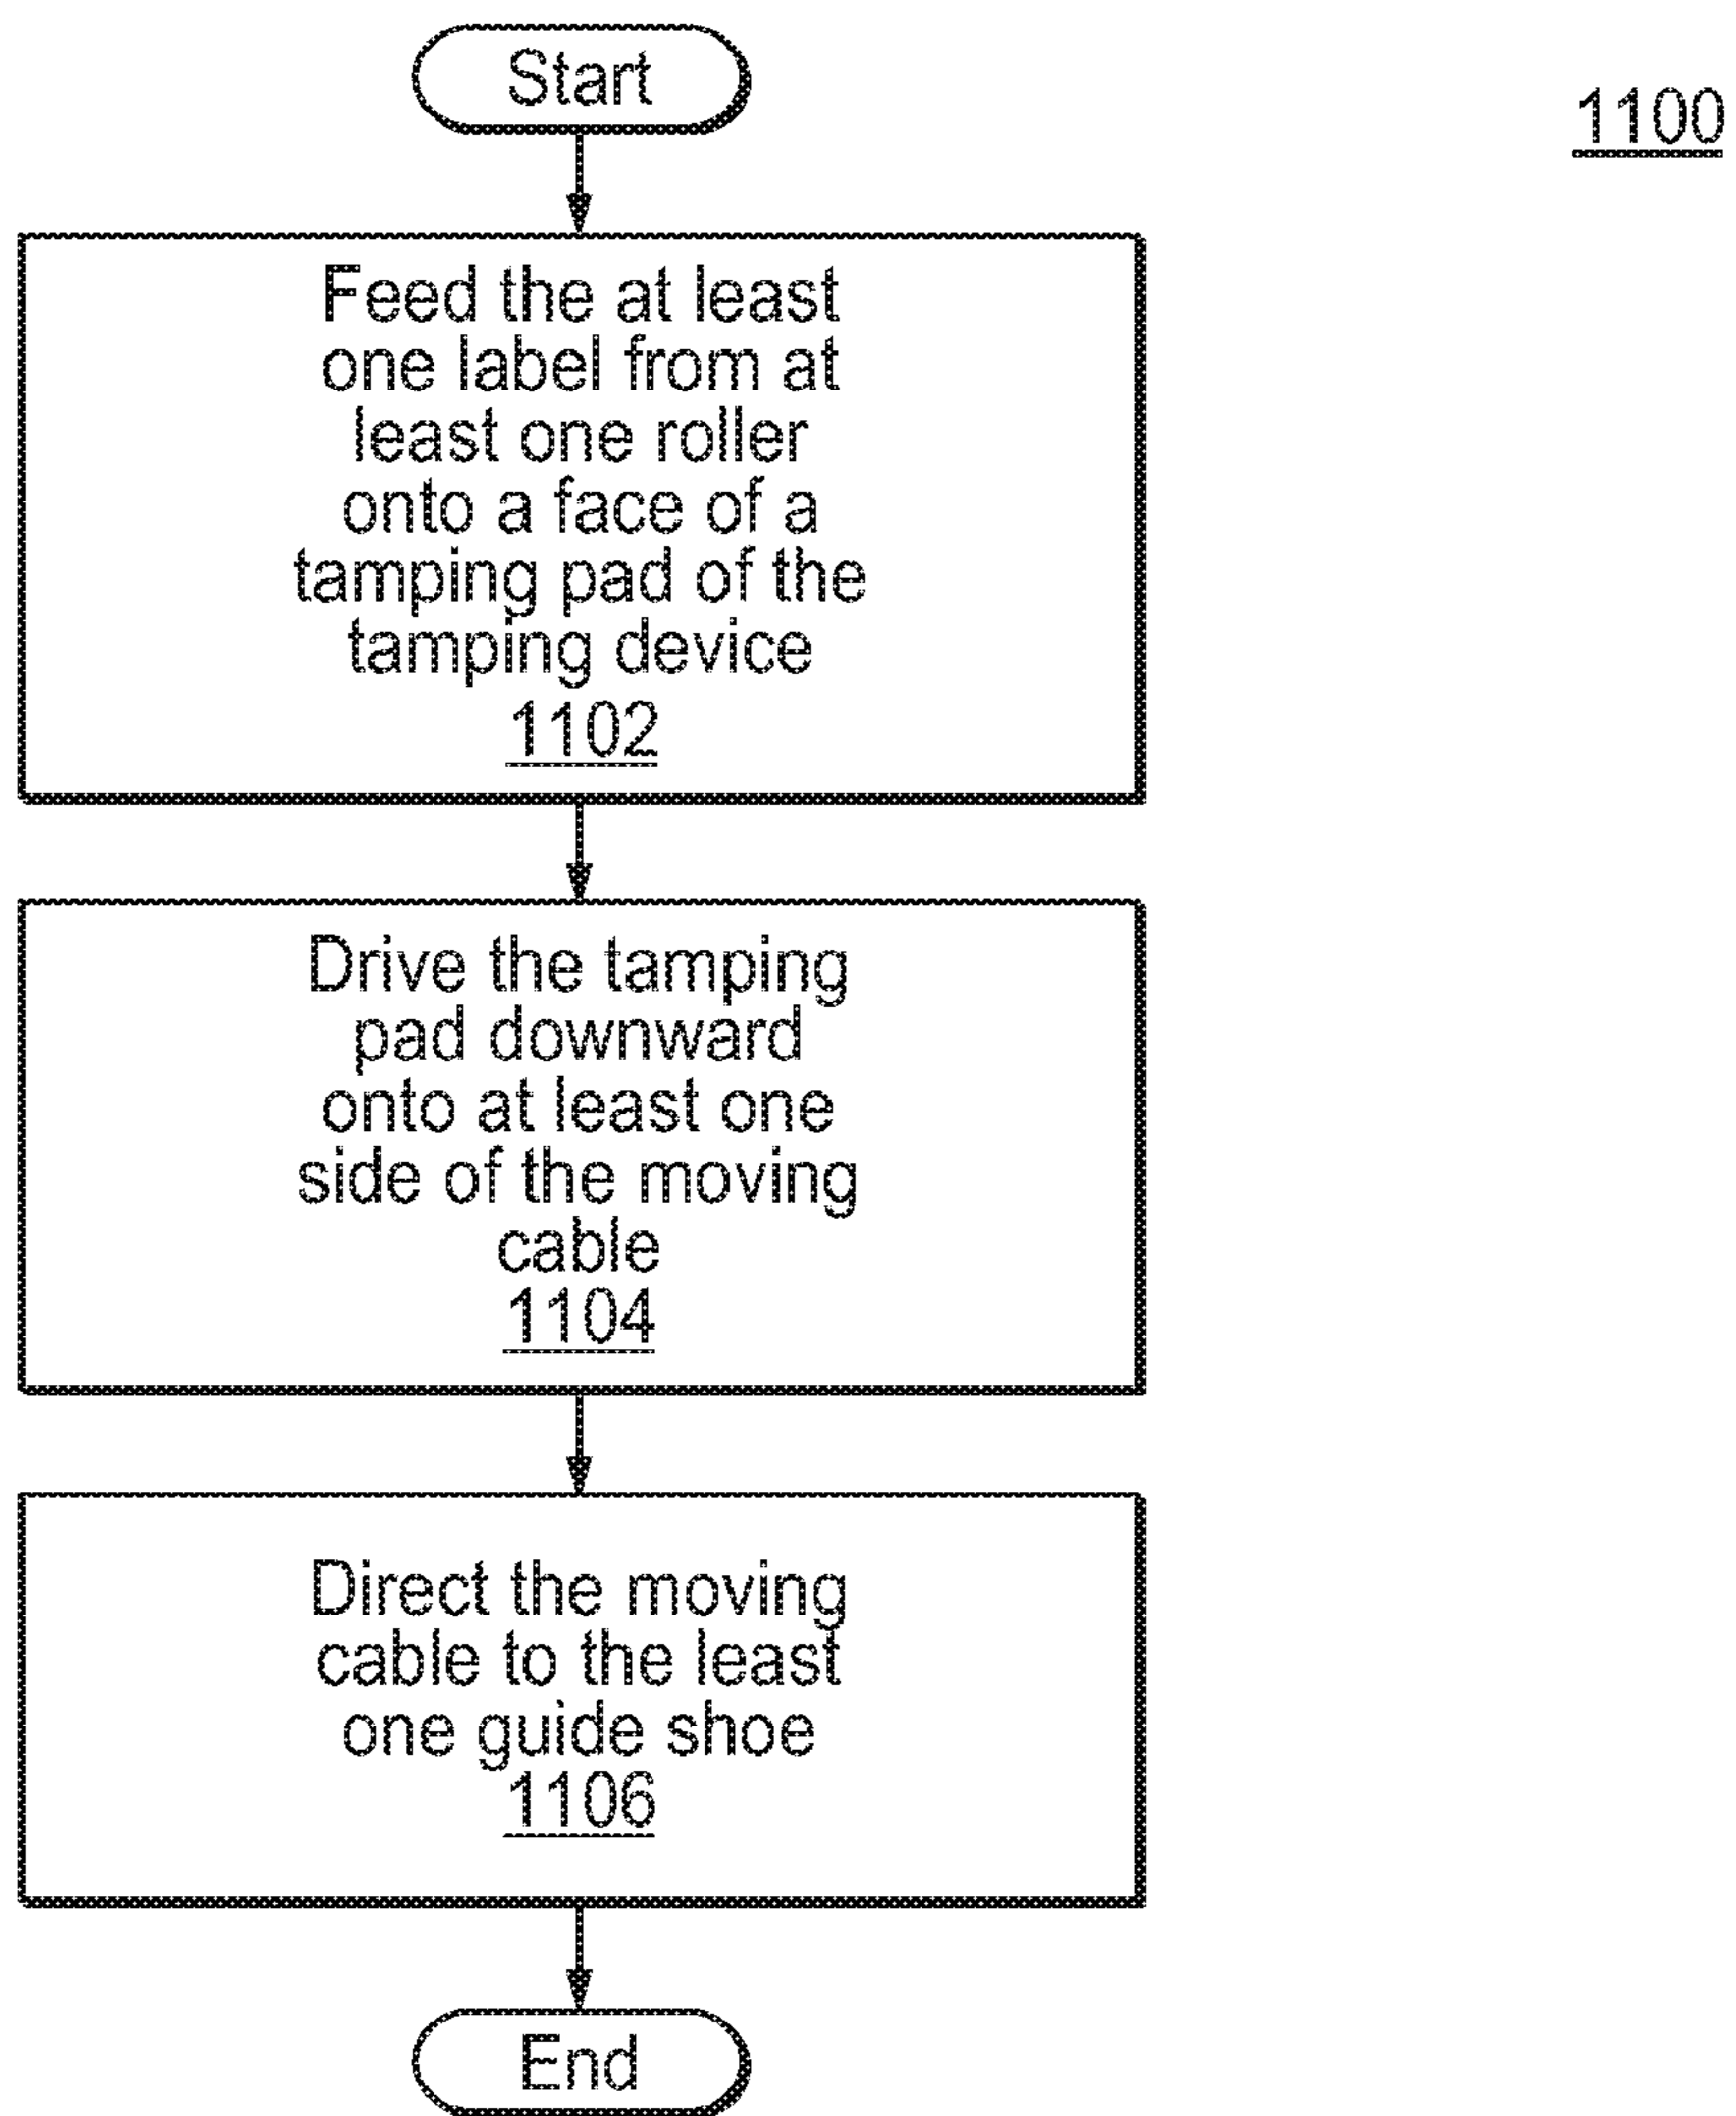 Start
1100
Feed the at least
one label from at
least one roller
onto a face of a
tamping pad of the
tamping device
1102
Drive the tamping
pad downward
onto at least one
side of the moving
cable
1104
Direct the moving
cable to the least
one guide shoe
1106
End